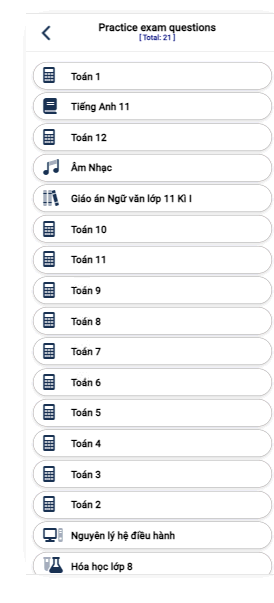 Practice exam questions
[ Total: 21 ]
Toán 1
Tiếng Anh 11
Toán 12
Âm Nhạc
Giáo án Ngữ văn lớp 11 Kì I
Toán 10
Toán 11
Toán 9
Toán 8
Toán 7
Toán 6
Toán 5
Toán 4
Toán 3
Toán 2
Nguyên lý hệ điều hành
Hóa học lớp 8